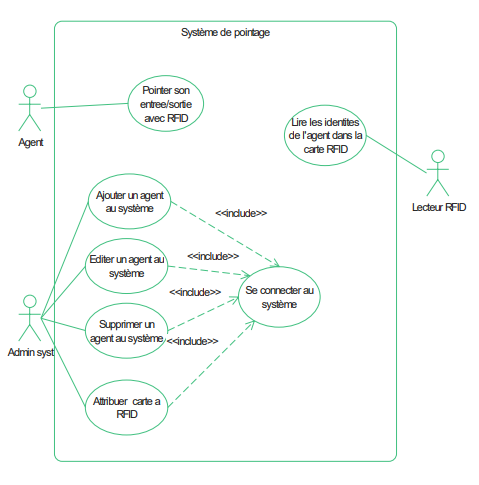 Système de pointage
Pointer son
entree/sortie
avec RFID
Agent
Lire les identites
de l'agent dans la
carte RFID
Lecteur RFID
Ajouter un agent
au système
<<include>>
Editer un agent au
système
<<include>>
Se connecter au
système
<<include>>
Supprimer un
agent au système
<<include>>
Admin syst
Attribuer carte a
RFID